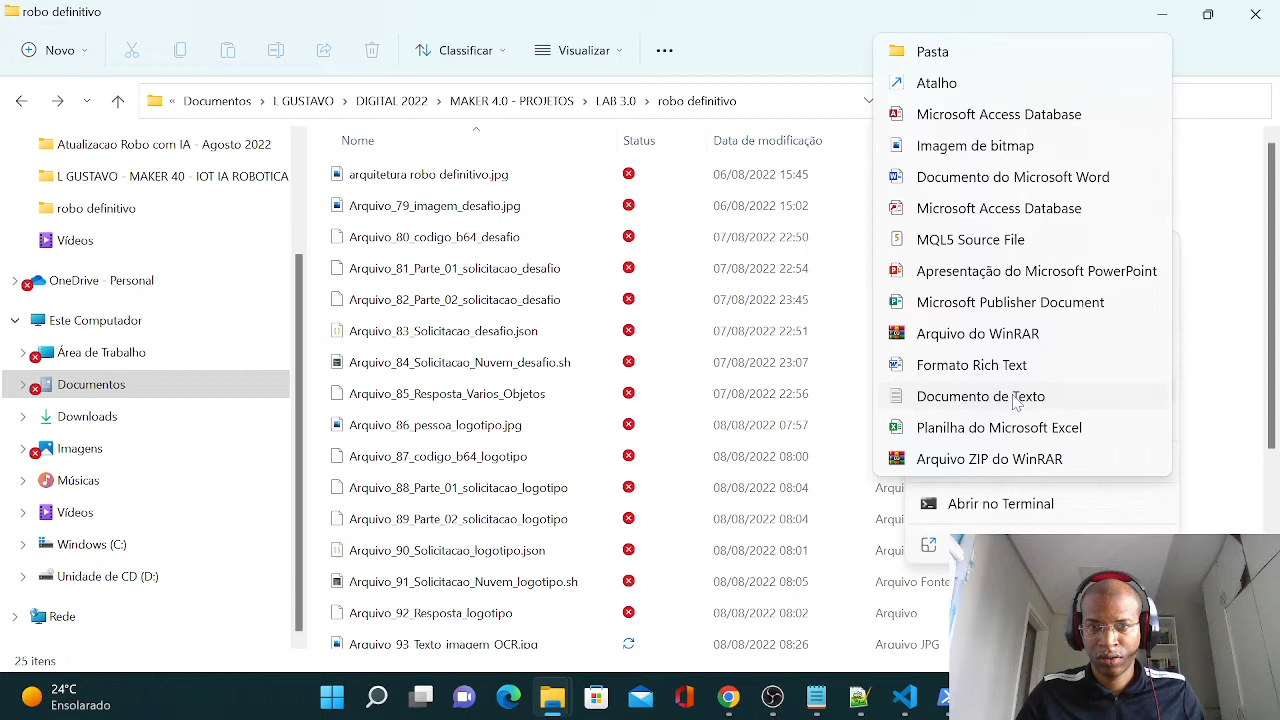 robo definitivo
Novo
Classificar
Visualizar
•••
Pasta
Atalho
Microsoft Access Database
Imagem de bitmap
Documento do Microsoft Word
Microsoft Access Database
MQL5 Source File
Apresentação do Microsoft PowerPoint
Microsoft Publisher Document
Arquivo do WinRAR
Formato Rich Text
Documento de Texto
Planilha do Microsoft Excel
Arquivo ZIP do WinRAR
Abrir no Terminal
« Documentos > L GUSTAVO > DIGITAL 2022 > MAKER 4.0 - PROJETOS > LAB 3.0 > robo definitivo
Atualizacao Robo com IA - Agosto 2022
L GUSTAVO - MAKER 40 - IOT IA ROBOTICA
robo definitivo
Vídeos
OneDrive - Personal
Este Computador
Área de Trabalho
Documentos
Downloads
Imagens
Músicas
Vídeos
Windows (C:)
Unidade de CD (D:)
Rede
Nome Status Data de modificação
arquitetura robo definitivo.jpg 06/08/2022 15:45
Arquivo_79_imagem_desafio.jpg 06/08/2022 15:02
Arquivo_80_codigo_b64_desafio 07/08/2022 22:50
Arquivo_81_Parte_01_solicitacao_desafio 07/08/2022 22:54
Arquivo_82_Parte_02_solicitacao_desafio 07/08/2022 23:45
Arquivo_83_Solicitacao_desafio.json 07/08/2022 22:51
Arquivo_84_Solicitacao_Nuvem_desafio.sh 07/08/2022 23:07
Arquivo_85_Resposta_Varios_Objetos 07/08/2022 22:56
Arquivo_86_pessoa_logotipo.jpg 08/08/2022 07:57
Arquivo_87_codigo_b64_logotipo 08/08/2022 08:00
Arquivo_88_Parte_01_solicitacao_logotipo 08/08/2022 08:04 Arqui
Arquivo_89_Parte_02_solicitacao_logotipo 08/08/2022 08:04 Arqui
Arquivo_90_Solicitacao_logotipo.json 08/08/2022 08:01 Arqui
Arquivo_91_Solicitacao_Nuvem_logotipo.sh 08/08/2022 08:05 Arquivo Fonte
Arquivo_92_Resposta_logotipo 08/08/2022 08:02 Arquivo
Arquivo_93_Texto_imagem_OCR.jpg 08/08/2022 08:26 Arquivo JPG
25 itens
24°C
Ensolarado